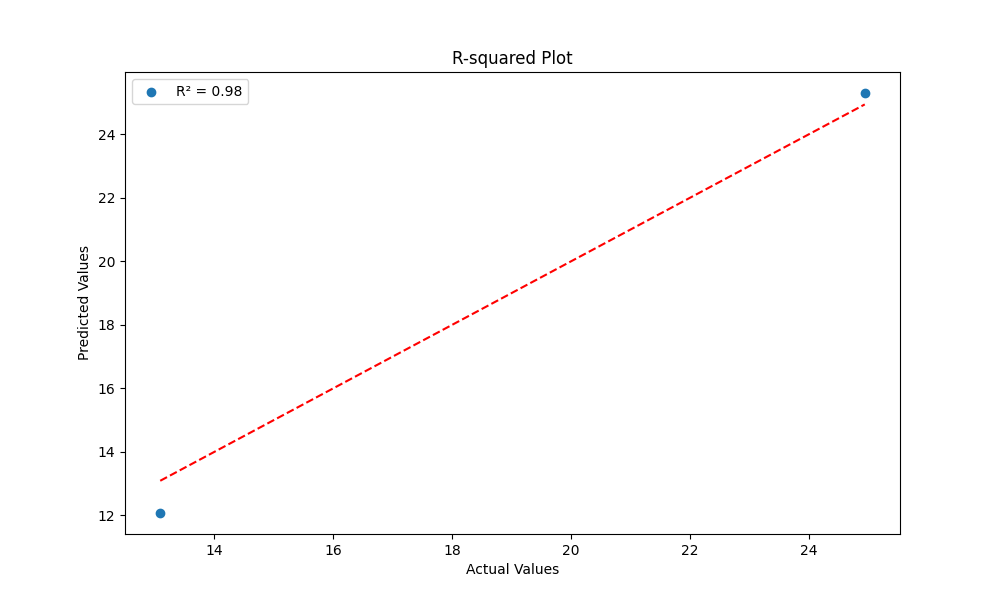 R-squared Plot
R² = 0.98
24
22
20
18
16
14
12
Predicted Values
14 16 18 20 22 24
Actual Values